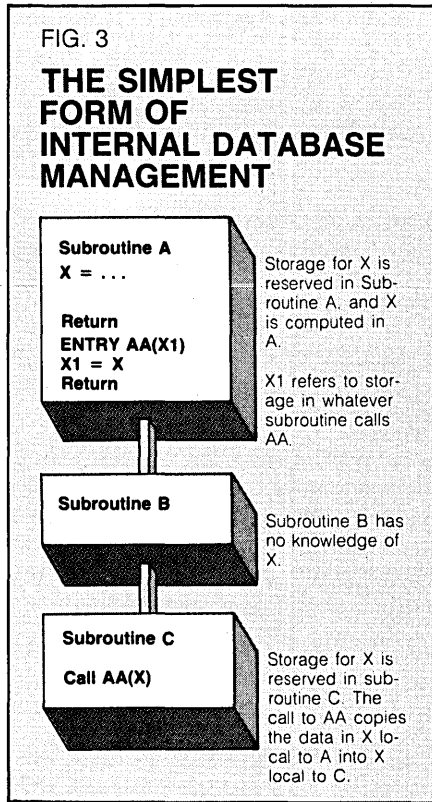 FIG. 3
THE SIMPLEST
FORM OF
INTERNAL DATABASE
MANAGEMENT
Subroutine A
X = ...
Return
ENTRY AA(X1)
X1 = X
Return
Storage for X is
reserved in Sub-
routine A, and X
is computed in
A.
X1 refers to stor-
age in whatever
subroutine calls
AA.
Subroutine B
Subroutine B has
no knowledge of
X.
Subroutine C
Call AA(X)
Storage for X is
reserved in sub-
routine C. The
call to AA copies
the data in X lo-
cal to A into X
local to C.